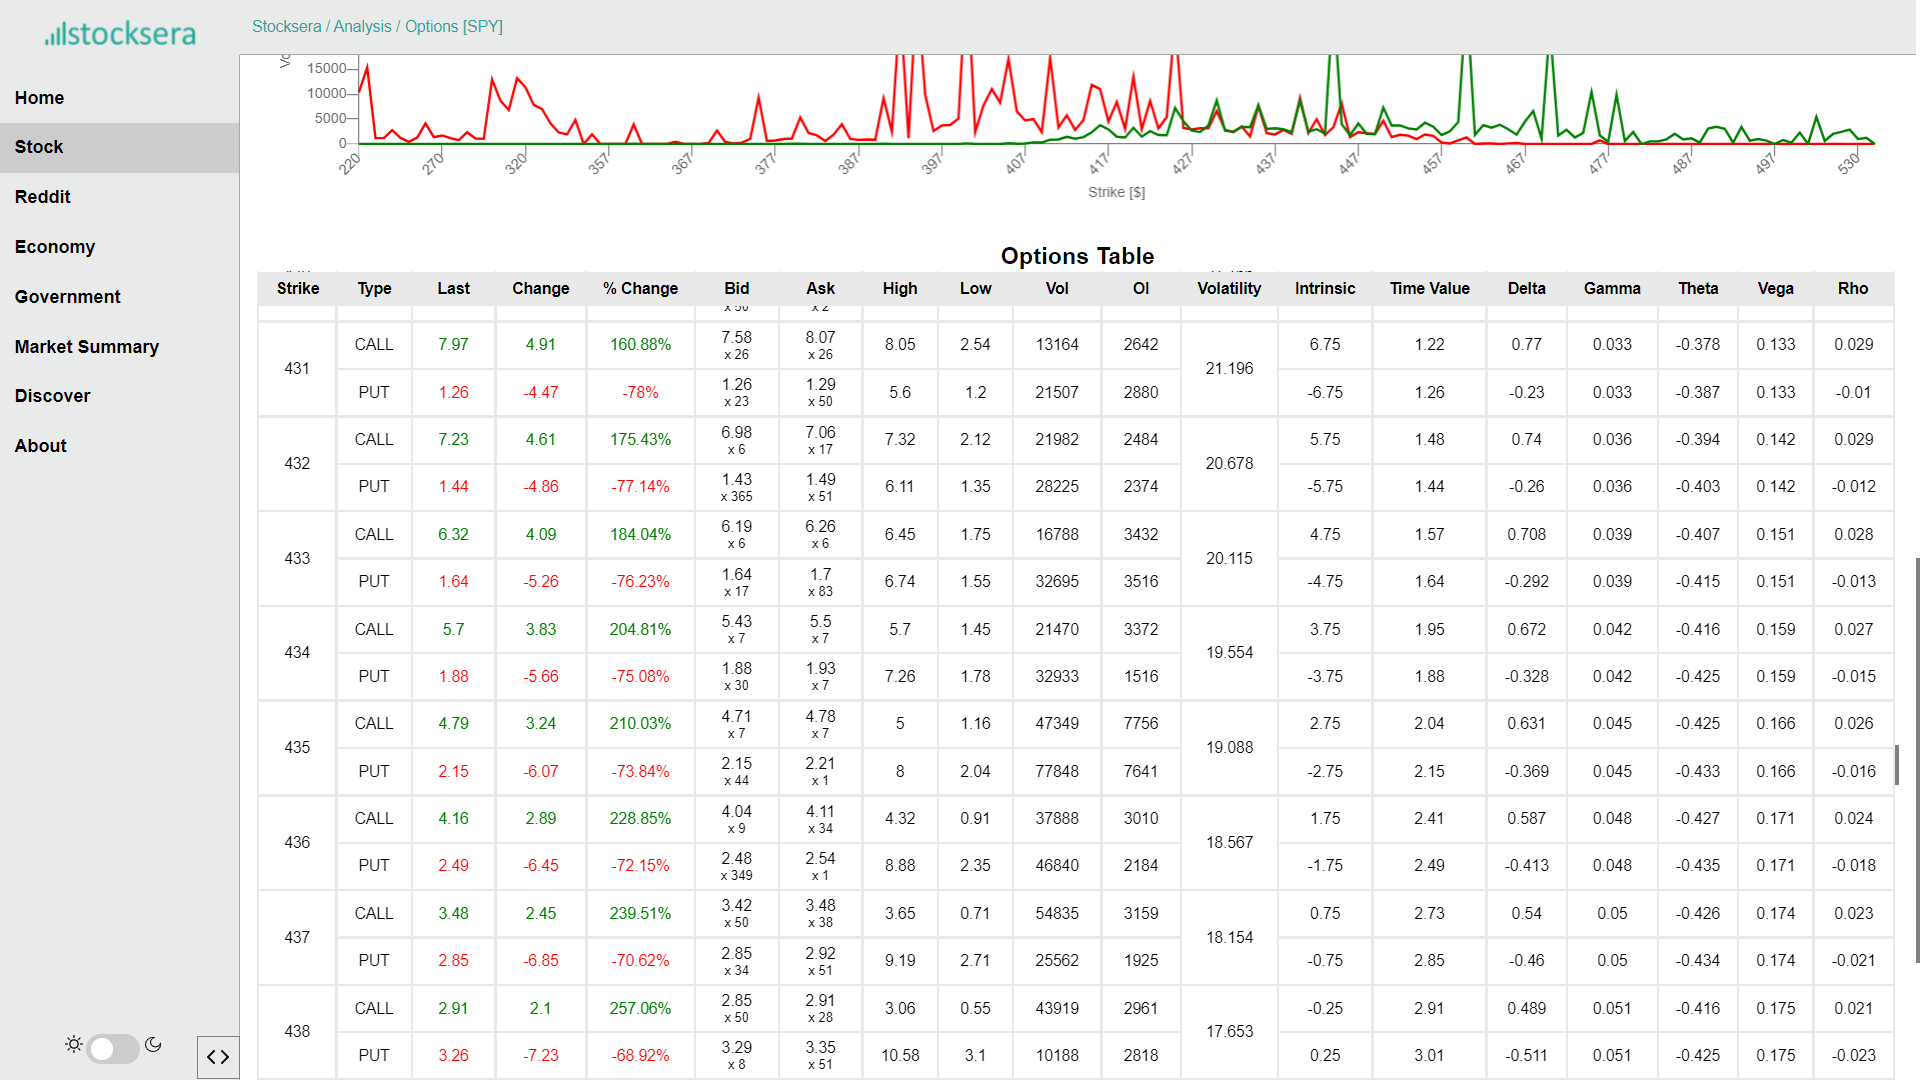 stocksera
Stocksera / Analysis / Options [SPY]
Home
Stock
Reddit
Economy
Government
Market Summary
Discover
About
15000
10000
5000
0
220 270 320 357 367 377 387 397 407 417 427 437 447 457 467 477 487 497 530
Strike [$]
Options Table
Strike Type Last Change % Change Bid Ask High Low Vol OI Volatility Intrinsic Time Value Delta Gamma Theta Vega Rho
x 50 x 2
431 21.196
CALL 7.97 4.91 160.88% 7.58 x 26 8.07 x 26 8.05 2.54 13164 2642 6.75 1.22 0.77 0.033 -0.378 0.133 0.029
PUT 1.26 -4.47 -78% 1.26 x 23 1.29 x 50 5.6 1.2 21507 2880 -6.75 1.26 -0.23 0.033 -0.387 0.133 -0.01
432 20.678
CALL 7.23 4.61 175.43% 6.98 x 6 7.06 x 17 7.32 2.12 21982 2484 5.75 1.48 0.74 0.036 -0.394 0.142 0.029
PUT 1.44 -4.86 -77.14% 1.43 x 365 1.49 x 51 6.11 1.35 28225 2374 -5.75 1.44 -0.26 0.036 -0.403 0.142 -0.012
433 20.115
CALL 6.32 4.09 184.04% 6.19 x 6 6.26 x 6 6.45 1.75 16788 3432 4.75 1.57 0.708 0.039 -0.407 0.151 0.028
PUT 1.64 -5.26 -76.23% 1.64 x 17 1.7 x 83 6.74 1.55 32695 3516 -4.75 1.64 -0.292 0.039 -0.415 0.151 -0.013
434 19.554
CALL 5.7 3.83 204.81% 5.43 x 7 5.5 x 7 5.7 1.45 21470 3372 3.75 1.95 0.672 0.042 -0.416 0.159 0.027
PUT 1.88 -5.66 -75.08% 1.88 x 30 1.93 x 7 7.26 1.78 32933 1516 -3.75 1.88 -0.328 0.042 -0.425 0.159 -0.015
435 19.088
CALL 4.79 3.24 210.03% 4.71 x 7 4.78 x 7 5 1.16 47349 7756 2.75 2.04 0.631 0.045 -0.425 0.166 0.026
PUT 2.15 -6.07 -73.84% 2.15 x 44 2.21 x 1 8 2.04 77848 7641 -2.75 2.15 -0.369 0.045 -0.433 0.166 -0.016
436 18.567
CALL 4.16 2.89 228.85% 4.04 x 9 4.11 x 34 4.32 0.91 37888 3010 1.75 2.41 0.587 0.048 -0.427 0.171 0.024
PUT 2.49 -6.45 -72.15% 2.48 x 349 2.54 x 1 8.88 2.35 46840 2184 -1.75 2.49 -0.413 0.048 -0.435 0.171 -0.018
437 18.154
CALL 3.48 2.45 239.51% 3.42 x 50 3.48 x 38 3.65 0.71 54835 3159 0.75 2.73 0.54 0.05 -0.426 0.174 0.023
PUT 2.85 -6.85 -70.62% 2.85 x 34 2.92 x 51 9.19 2.71 25562 1925 -0.75 2.85 -0.46 0.05 -0.434 0.174 -0.021
438 17.653
CALL 2.91 2.1 257.06% 2.85 x 50 2.91 x 28 3.06 0.55 43919 2961 -0.25 2.91 0.489 0.051 -0.416 0.175 0.021
PUT 3.26 -7.23 -68.92% 3.29 x 8 3.35 x 51 10.58 3.1 10188 2818 0.25 3.01 -0.511 0.051 -0.425 0.175 -0.023